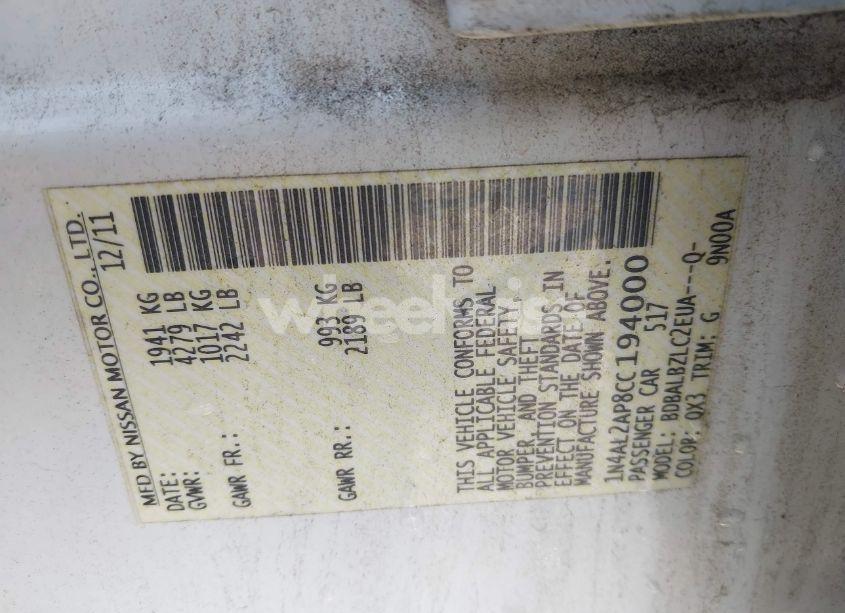 MFD BY NISSAN MOTOR CO., LTD.
DATE: 12/11
GVWR: 1941 KG
4279 LB
GAWR FR.: 1017 KG
2242 LB
GAWR RR.: 993 KG
2189 LB
THIS VEHICLE CONFORMS TO
ALL APPLICABLE FEDERAL
MOTOR VEHICLE SAFETY
BUMPER, AND THEFT
PREVENTION STANDARDS IN
EFFECT ON THE DATE OF
MANUFACTURE SHOWN ABOVE.
1N4AL2AP8CC194000
PASSENGER CAR 517
MODEL: BDBALBZLC2EUA---Q-
COLOR: QX3 TRIM: G 9N00A